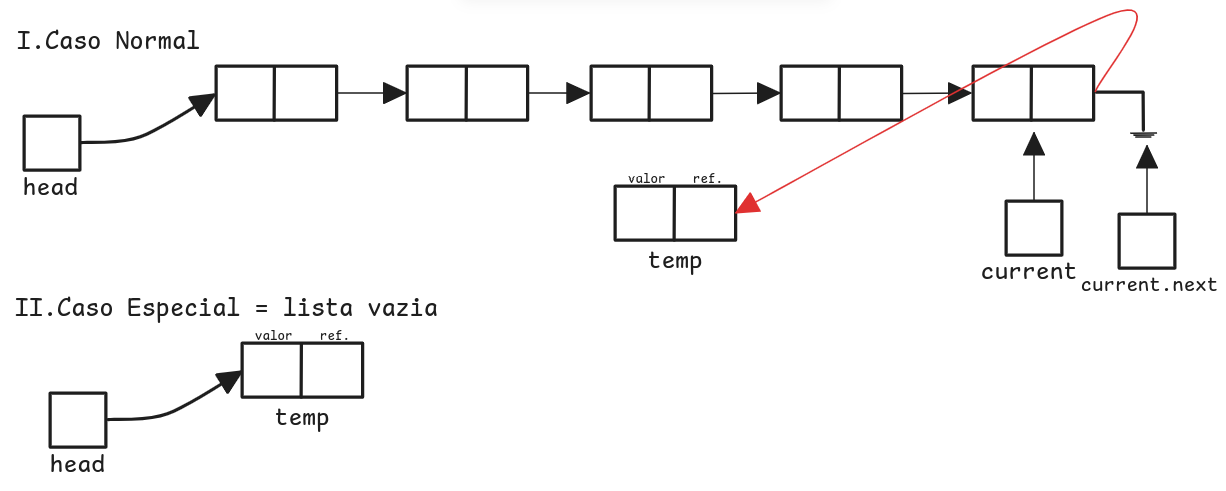 I.Caso Normal
head
valor ref.
temp
current
current.next
II.Caso Especial = lista vazia
valor ref.
temp
head